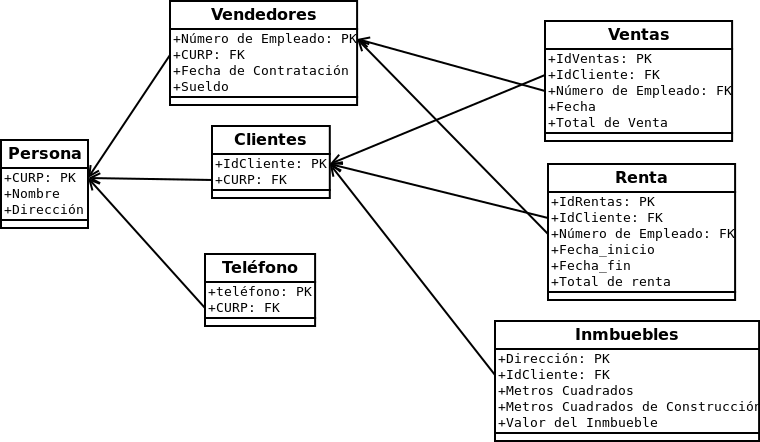 Vendedores
+Número de Empleado: PK
+CURP: FK
+Fecha de Contratación
+Sueldo
Ventas
+IdVentas: PK
+IdCliente: FK
+Número de Empleado: FK
+Fecha
+Total de Venta
Clientes
+IdCliente: PK
+CURP: FK
Persona
+CURP: PK
+Nombre
+Dirección
Renta
+IdRentas: PK
+IdCliente: FK
+Número de Empleado: FK
+Fecha_inicio
+Fecha_fin
+Total de renta
Teléfono
+teléfono: PK
+CURP: FK
Inmbuebles
+Dirección: PK
+IdCliente: FK
+Metros Cuadrados
+Metros Cuadrados de Construcción
+Valor del Inmbueble